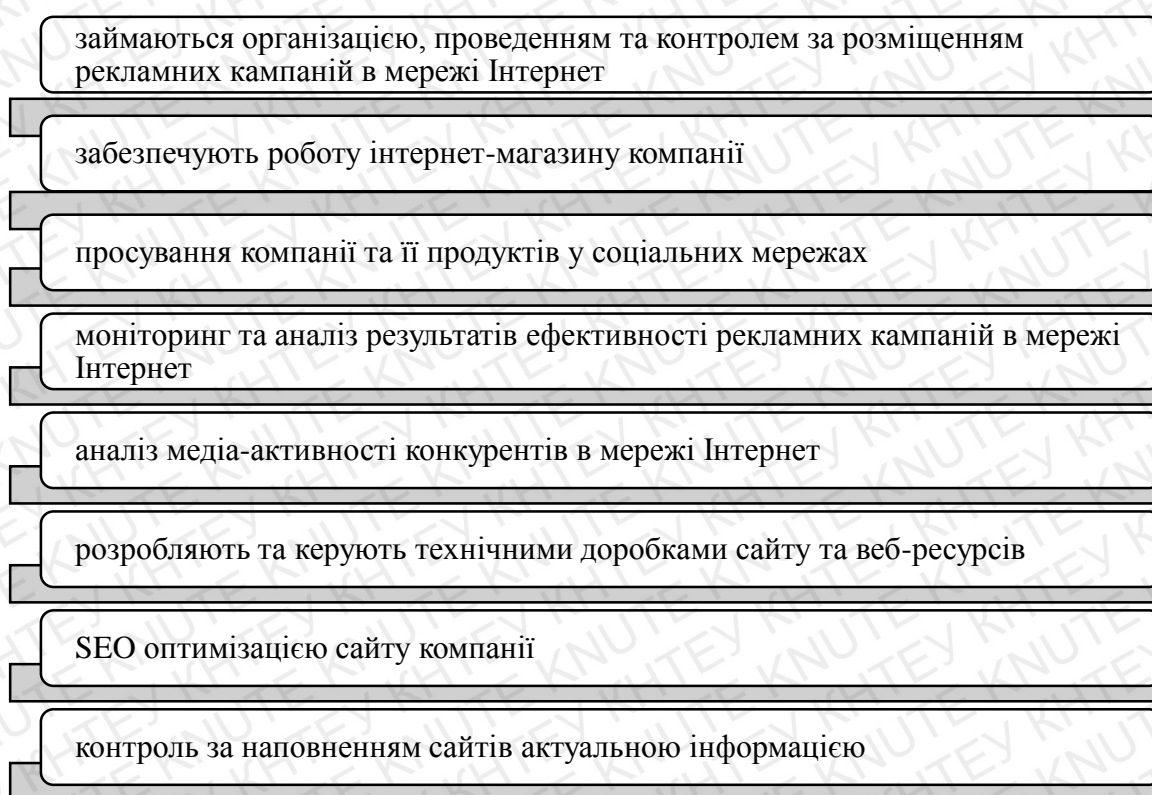 займаються організацією, проведенням та контролем за розміщенням
рекламних кампаній в мережі Інтернет
забезпечують роботу інтернет-магазину компанії
просування компанії та її продуктів у соціальних мережах
моніторинг та аналіз результатів ефективності рекламних кампаній в мережі
Інтернет
аналіз медіа-активності конкурентів в мережі Інтернет
розробляють та керують технічними доробками сайту та веб-ресурсів
SEO оптимізацією сайту компанії
контроль за наповненням сайтів актуальною інформацією